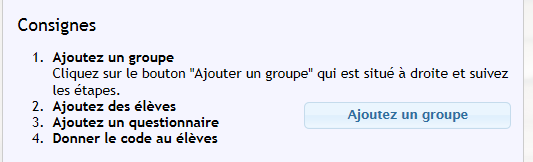 Consignes
1. Ajoutez un groupe
Cliquez sur le bouton "Ajouter un groupe" qui est situé à droite et suivez
les étapes.
2. Ajoutez des élèves
3. Ajoutez un questionnaire
4. Donner le code au élèves
Ajoutez un groupe